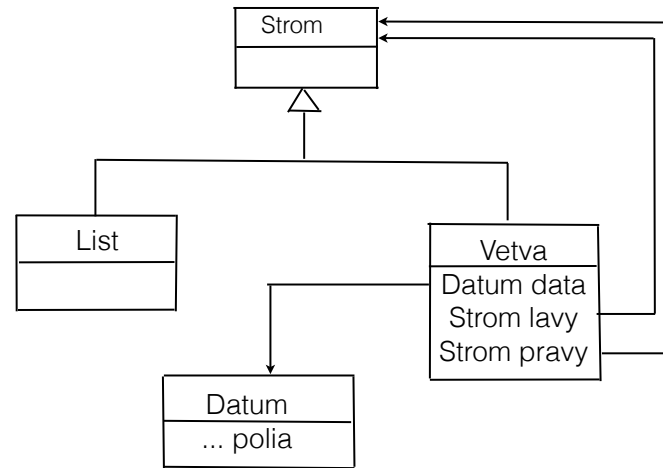 Strom
List
Vetva
Datum data
Strom lavy
Strom pravy
Datum
... polia